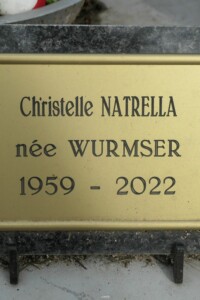 Christelle NATRELLA
née WURMSER
1959 - 2022